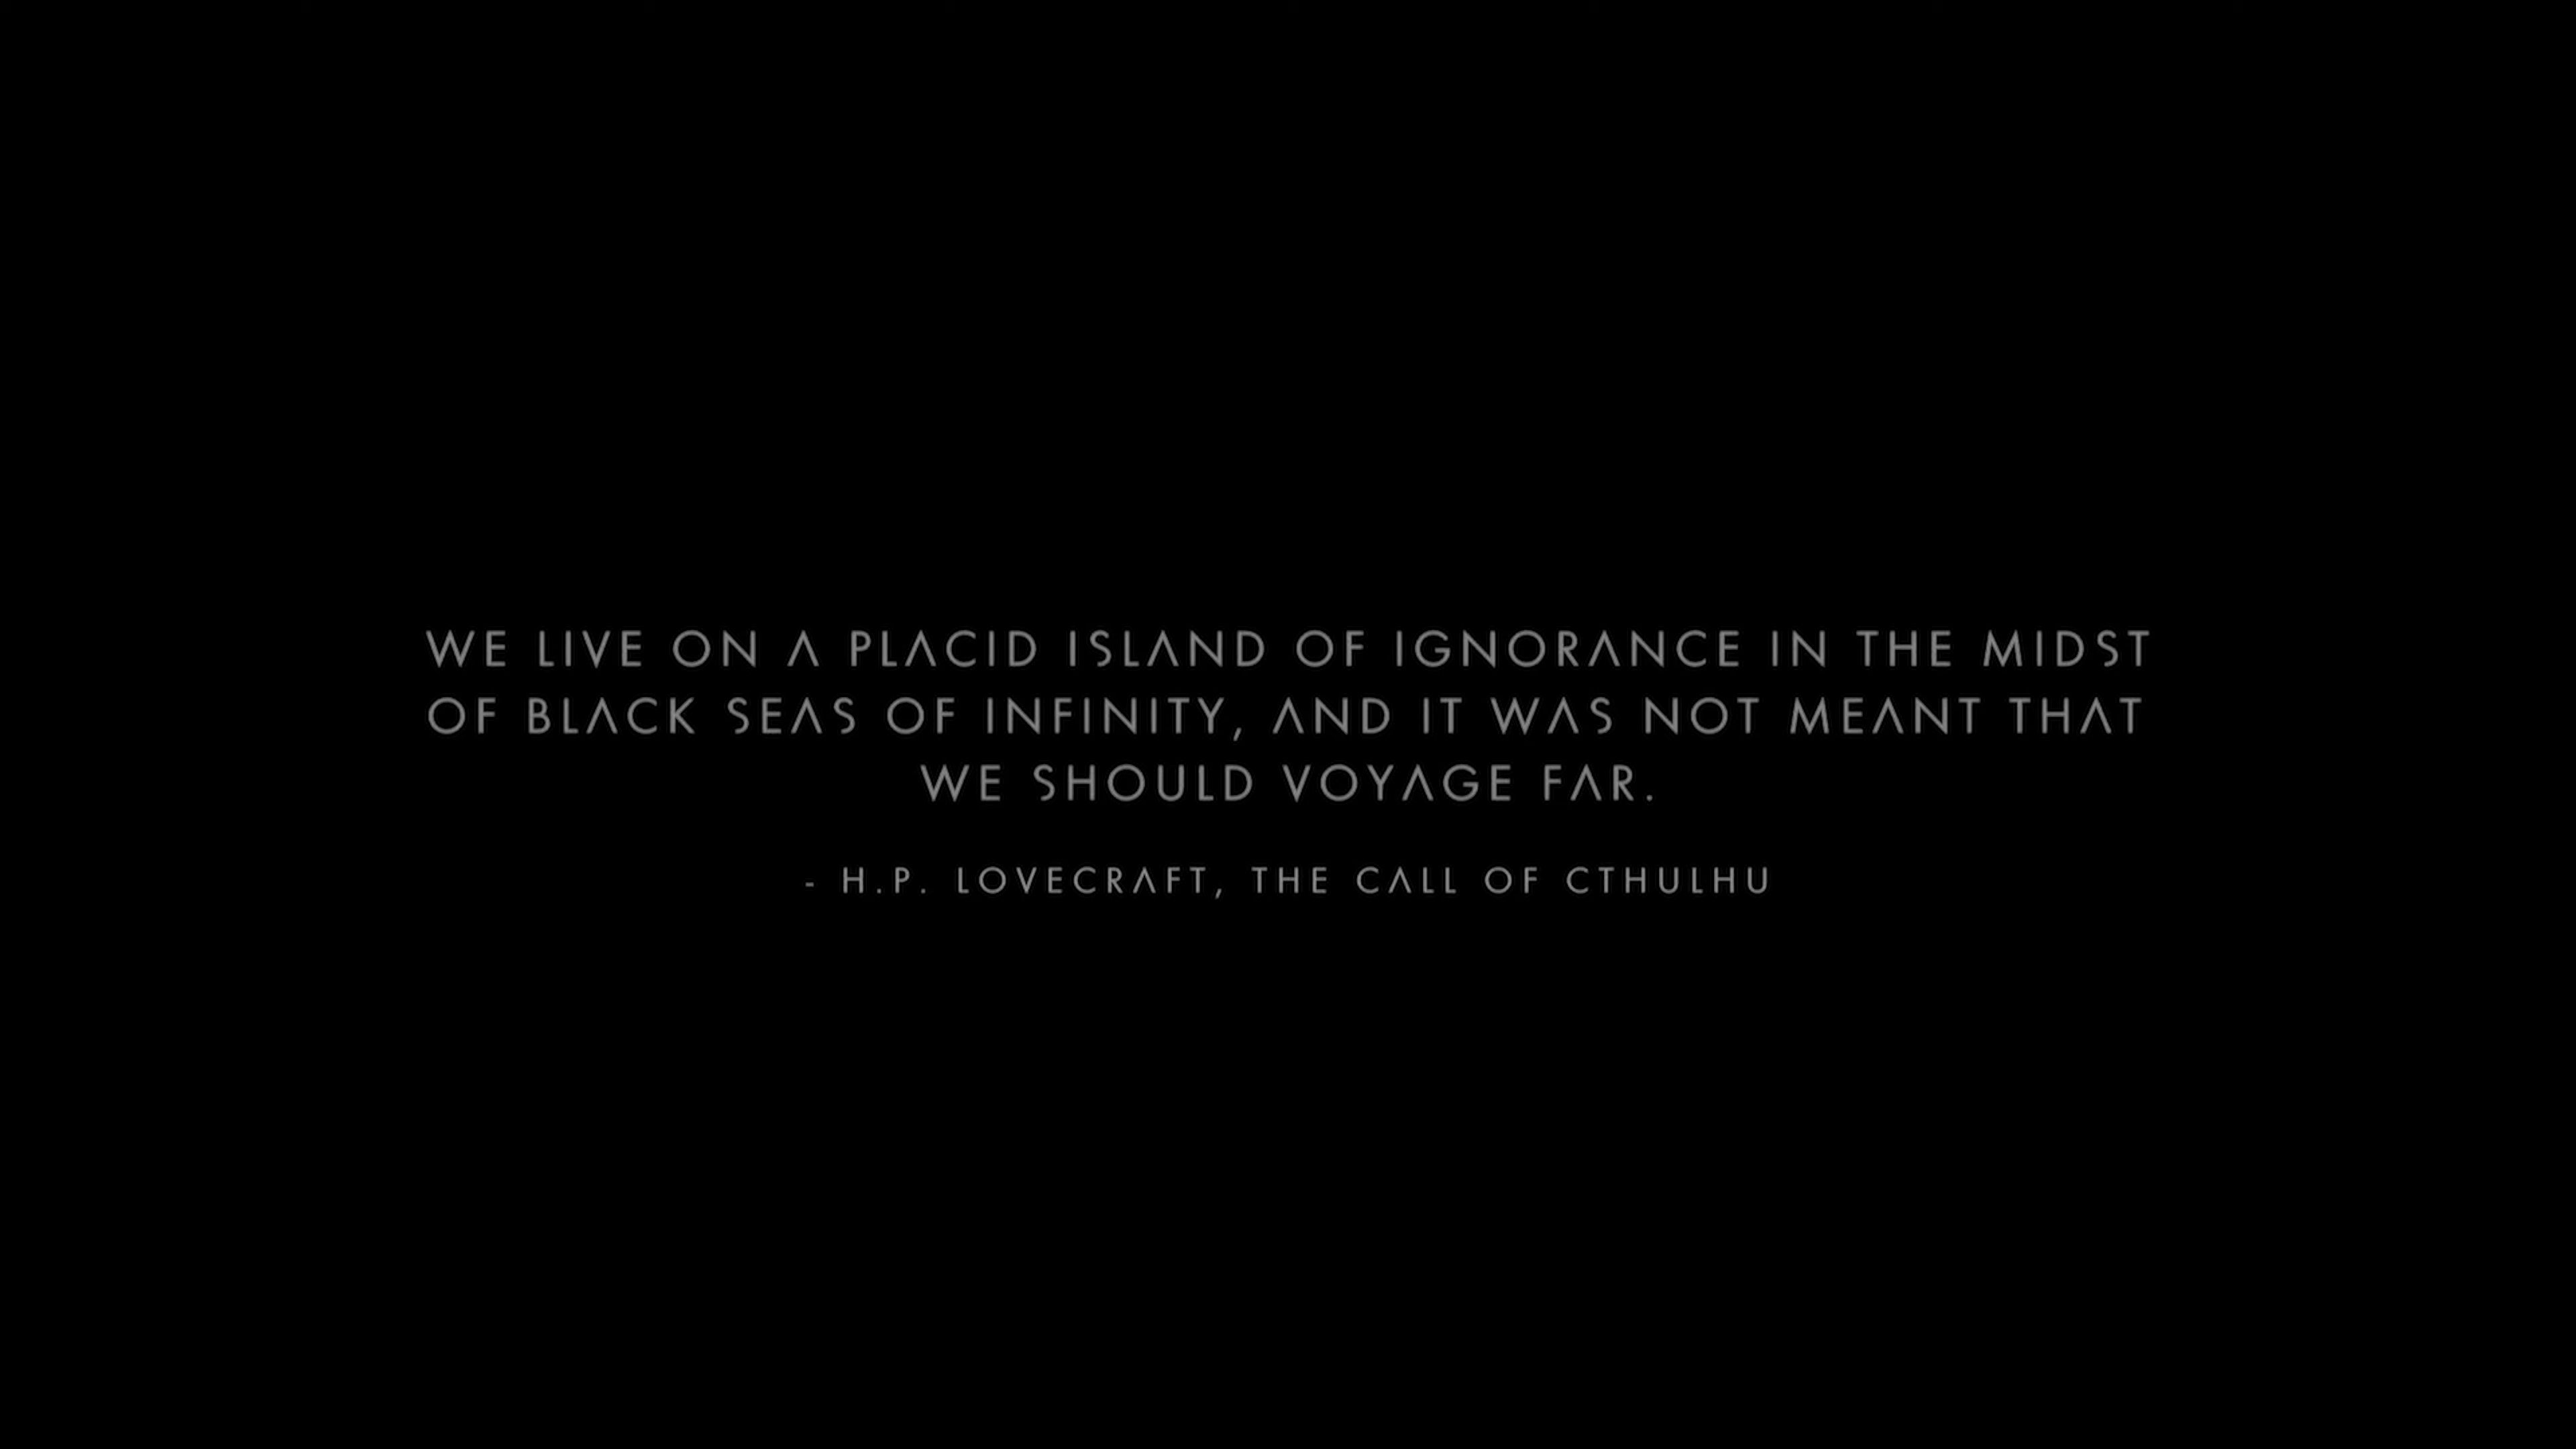 WE LIVE ON A PLACID ISLAND OF IGNORANCE IN THE MIDST
OF BLACK SEAS OF INFINITY, AND IT WAS NOT MEANT THAT
WE SHOULD VOYAGE FAR.
- H.P. LOVECRAFT, THE CALL OF CTHULHU